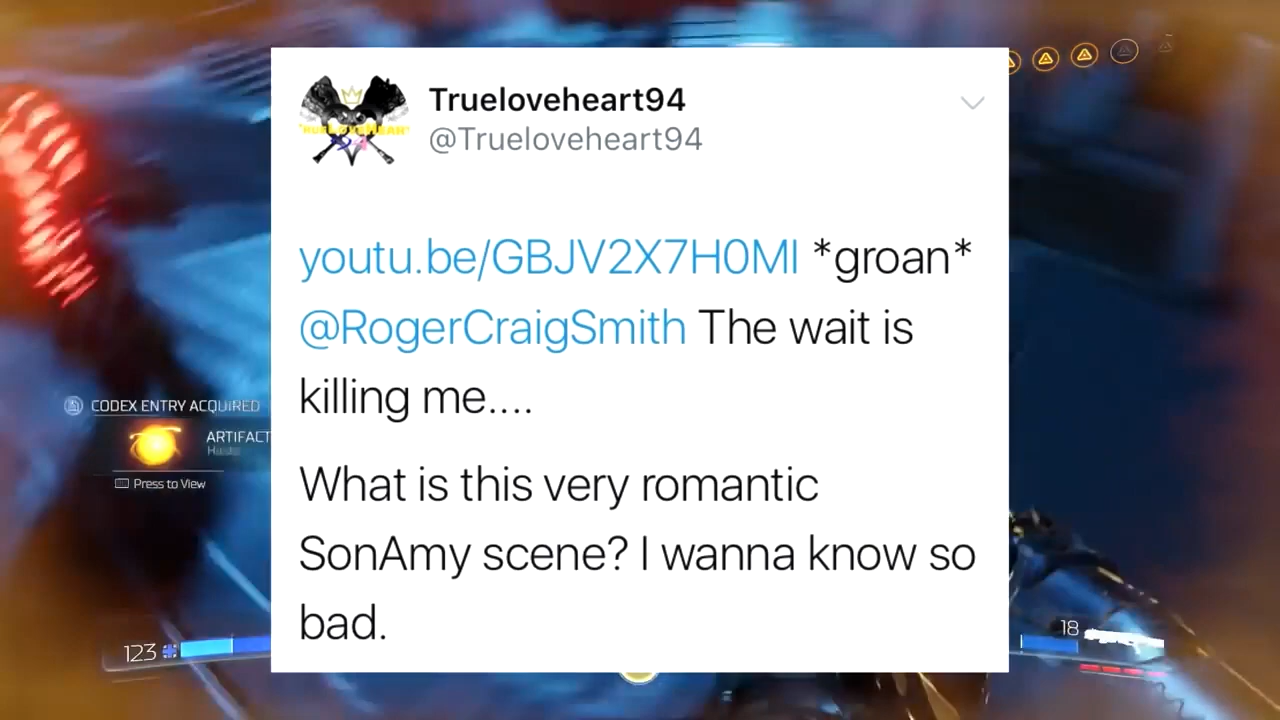 Trueloveheart94
@Trueloveheart94
youtu.be/GBJV2X7H0MI *groan*
@RogerCraigSmith The wait is
killing me....
What is this very romantic
SonAmy scene? I wanna know so
bad.
CODEX ENTRY ACQUIRED
ARTIFACT
Press to View
123
18